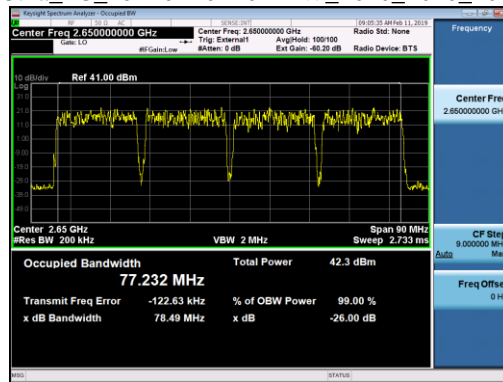 Keysight Spectrum Analyzer - Occupied BW
RF 50 Ω AC SENSE:INT 09:05:35 AM Feb 11, 2019
Center Freq 2.650000000 GHz Center Freq: 2.650000000 GHz Radio Std: None Frequency
Gate: LO Trig: External1 Avg|Hold: 100/100
#IFGain:Low #Atten: 0 dB Ext Gain: -60.20 dB Radio Device: BTS
10 dB/div Ref 41.00 dBm
Log
31.0
21.0
11.0
1.00
-9.00
-19.0
-29.0
-39.0
-49.0
Center Freq
2.650000000 GHz
Center 2.65 GHz Span 90 MHz
#Res BW 200 kHz VBW 2 MHz Sweep 2.733 ms
CF Step
9.000000 MHz
Auto Man
Occupied Bandwidth Total Power 42.3 dBm
77.232 MHz
Freq Offset
0 Hz
Transmit Freq Error -122.63 kHz % of OBW Power 99.00 %
x dB Bandwidth 78.49 MHz x dB -26.00 dB
MSG STATUS